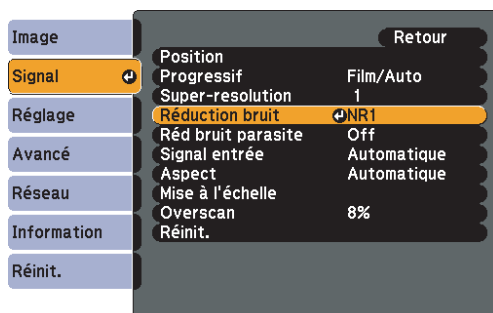 Image
Signal
Réglage
Avancé
Réseau
Information
Réinit.
Retour
Position
Progressif Film/Auto
Super-resolution 1
Réduction bruit NR1
Réd bruit parasite Off
Signal entrée Automatique
Aspect Automatique
Mise à l'échelle
Overscan 8%
Réinit.